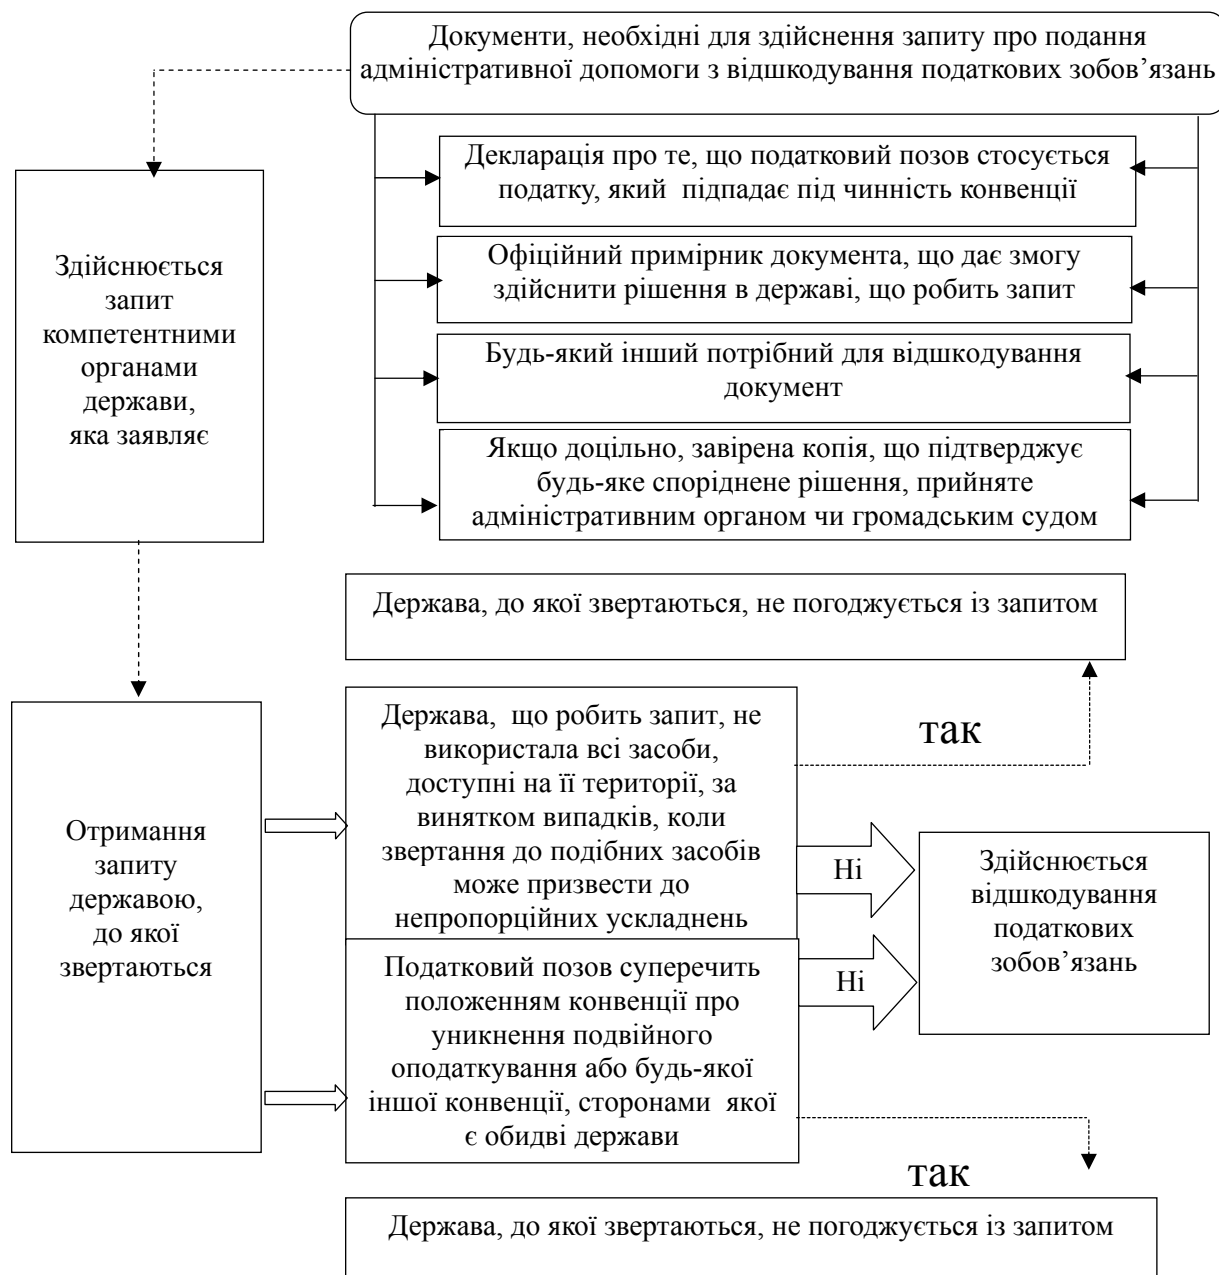 Документи, необхідні для здійснення запиту про подання
адміністративної допомоги з відшкодування податкових зобов’язань
Декларація про те, що податковий позов стосується
податку, який підпадає під чинність конвенції
Офіційний примірник документа, що дає змогу
здійснити рішення в державі, що робить запит
Будь-який інший потрібний для відшкодування
документ
Якщо доцільно, завірена копія, що підтверджує
будь-яке споріднене рішення, прийняте
адміністративним органом чи громадським судом
Здійснюється
запит
компетентними
органами
держави,
яка заявляє
Держава, до якої звертаються, не погоджується із запитом
Отримання
запиту
державою,
до якої
звертаються
Держава, що робить запит, не
використала всі засоби,
доступні на її території, за
винятком випадків, коли
звертання до подібних засобів
може призвести до
непропорційних ускладнень
так
Ні
Податковий позов суперечить
положенням конвенції про
уникнення подвійного
оподаткування або будь-якої
іншої конвенції, сторонами якої
є обидві держави
Ні
Здійснюється
відшкодування
податкових
зобов’язань
так
Держава, до якої звертаються, не погоджується із запитом